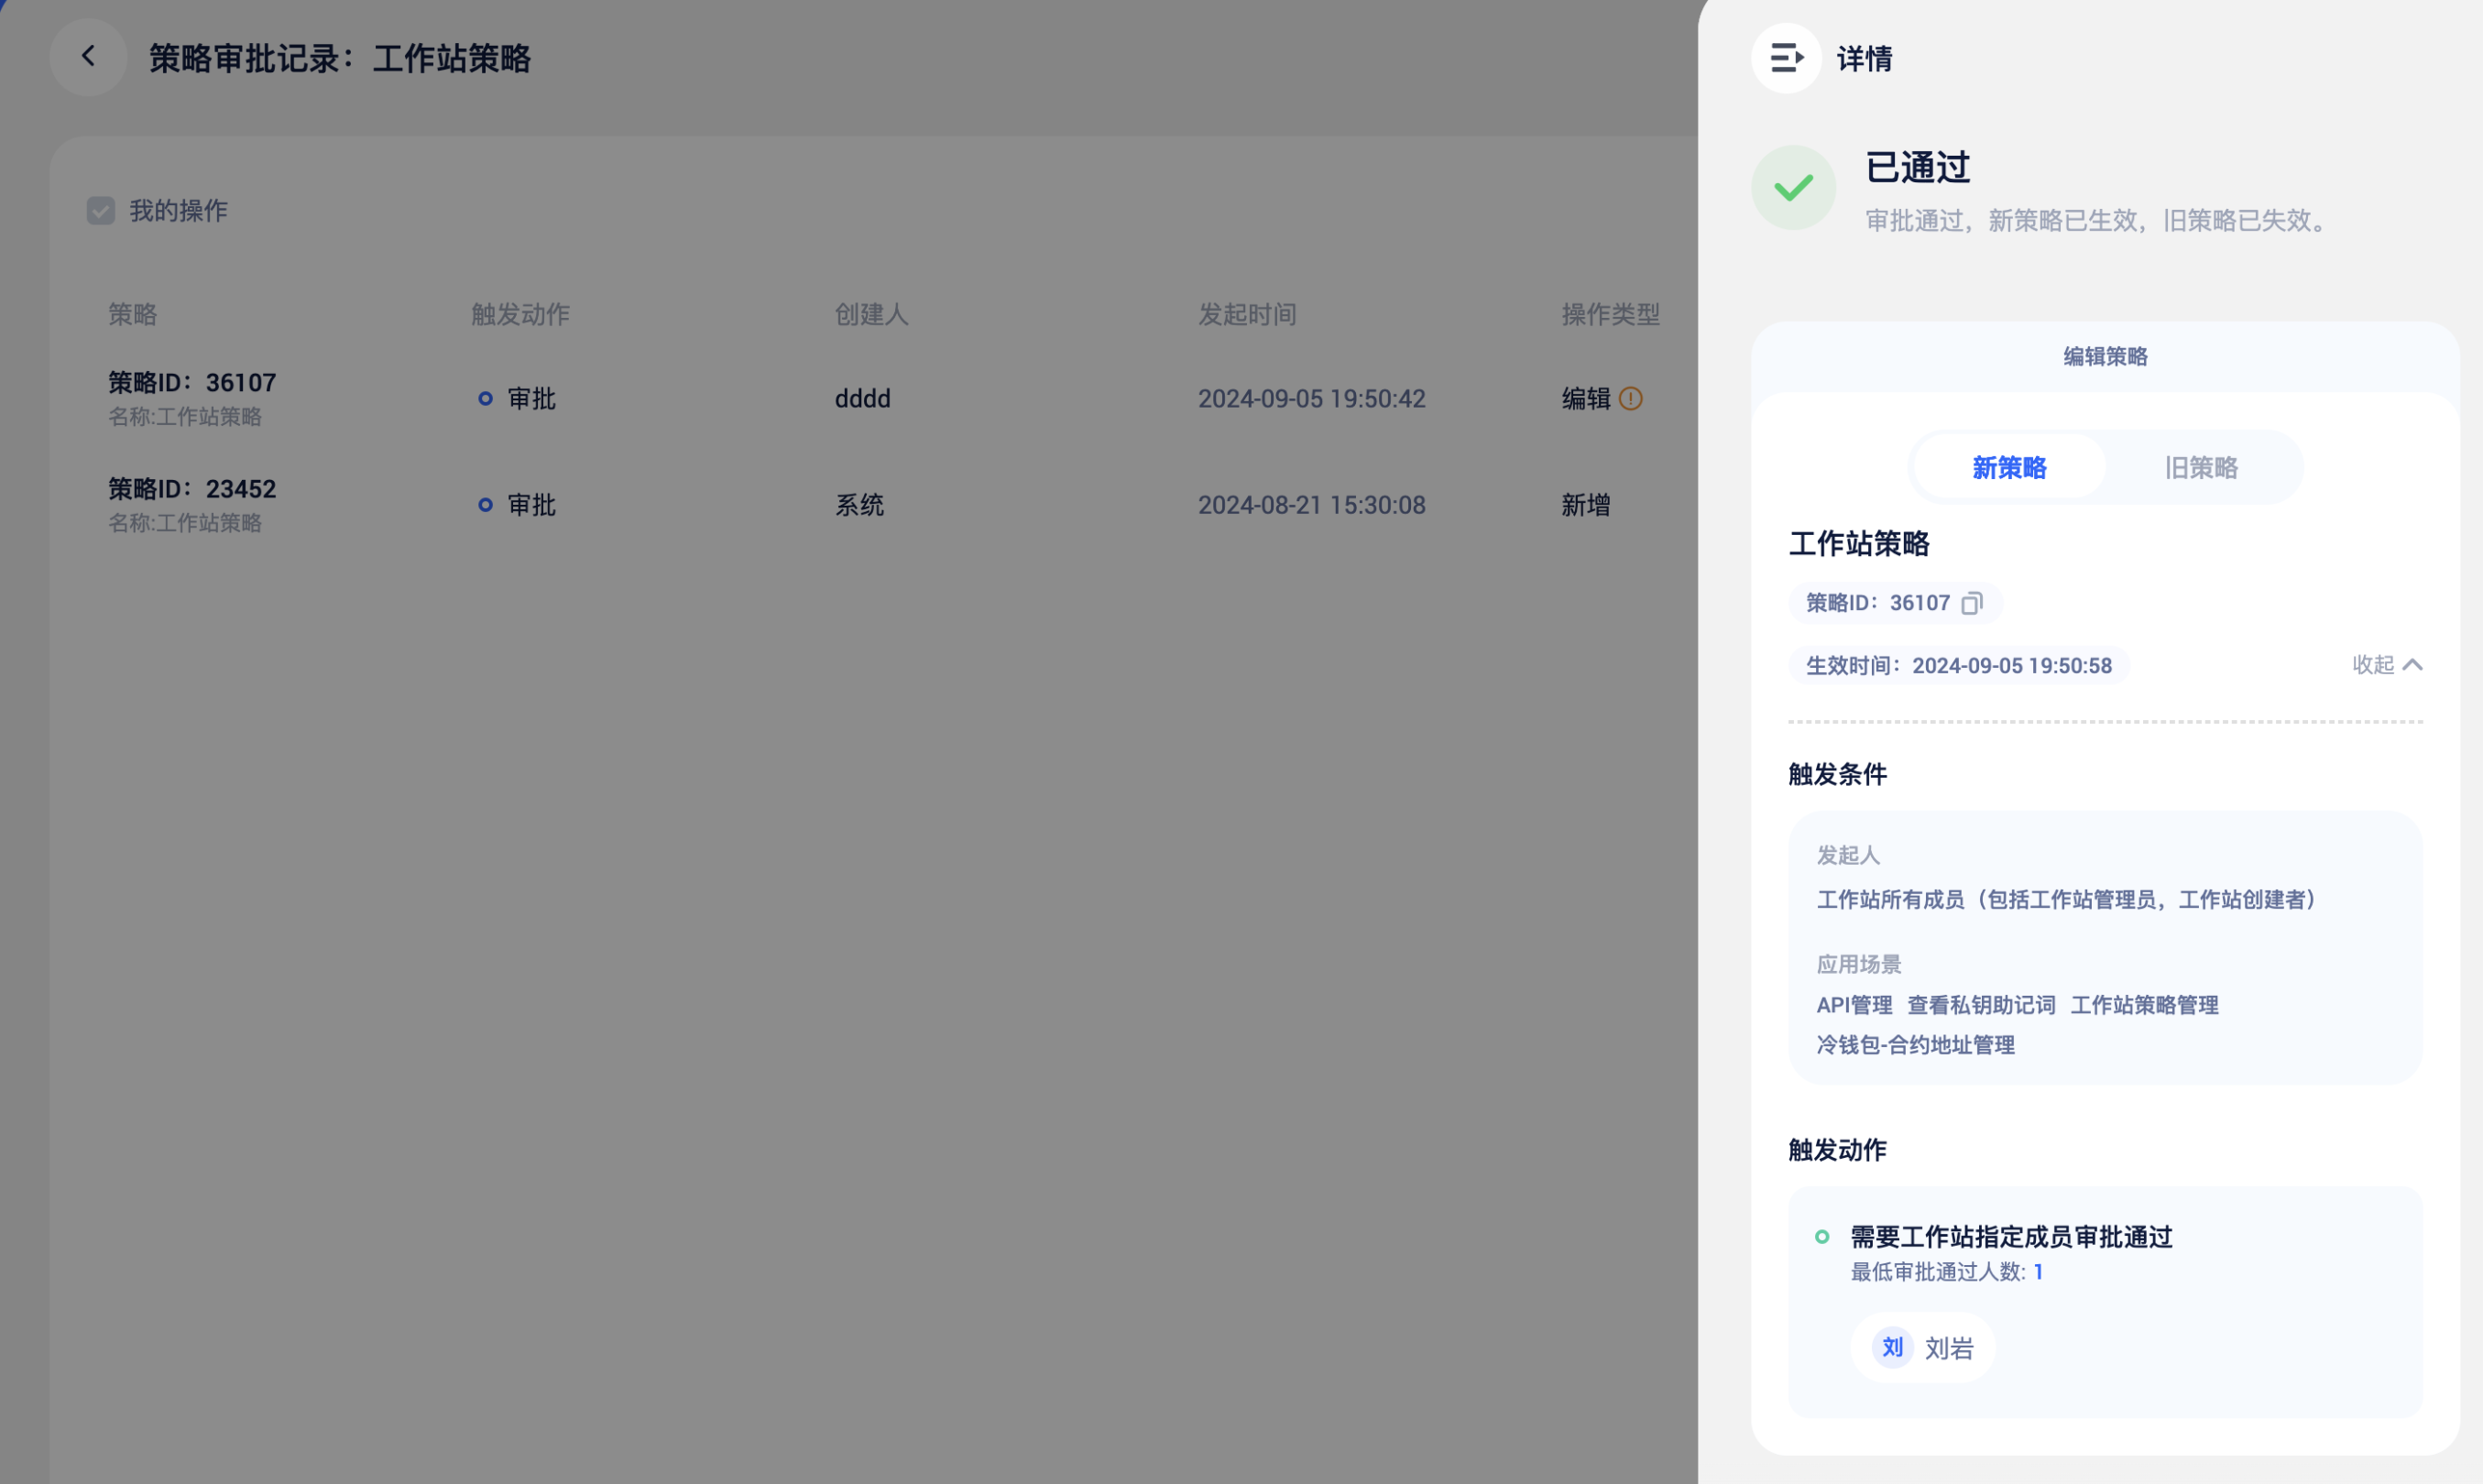 策略审批记录：工作站策略
我的操作
策略 触发动作 创建人 发起时间 操作类型
策略ID：36107
名称:工作站策略
审批 dddd 2024-09-05 19:50:42 编辑
策略ID：23452
名称:工作站策略
审批 系统 2024-08-21 15:30:08 新增
详情
已通过
审批通过，新策略已生效，旧策略已失效。
编辑策略
新策略 旧策略
工作站策略
策略ID：36107
生效时间：2024-09-05 19:50:58 收起
触发条件
发起人
工作站所有成员（包括工作站管理员，工作站创建者）
应用场景
API管理 查看私钥助记词 工作站策略管理
冷钱包-合约地址管理
触发动作
需要工作站指定成员审批通过
最低审批通过人数: 1
刘 刘岩